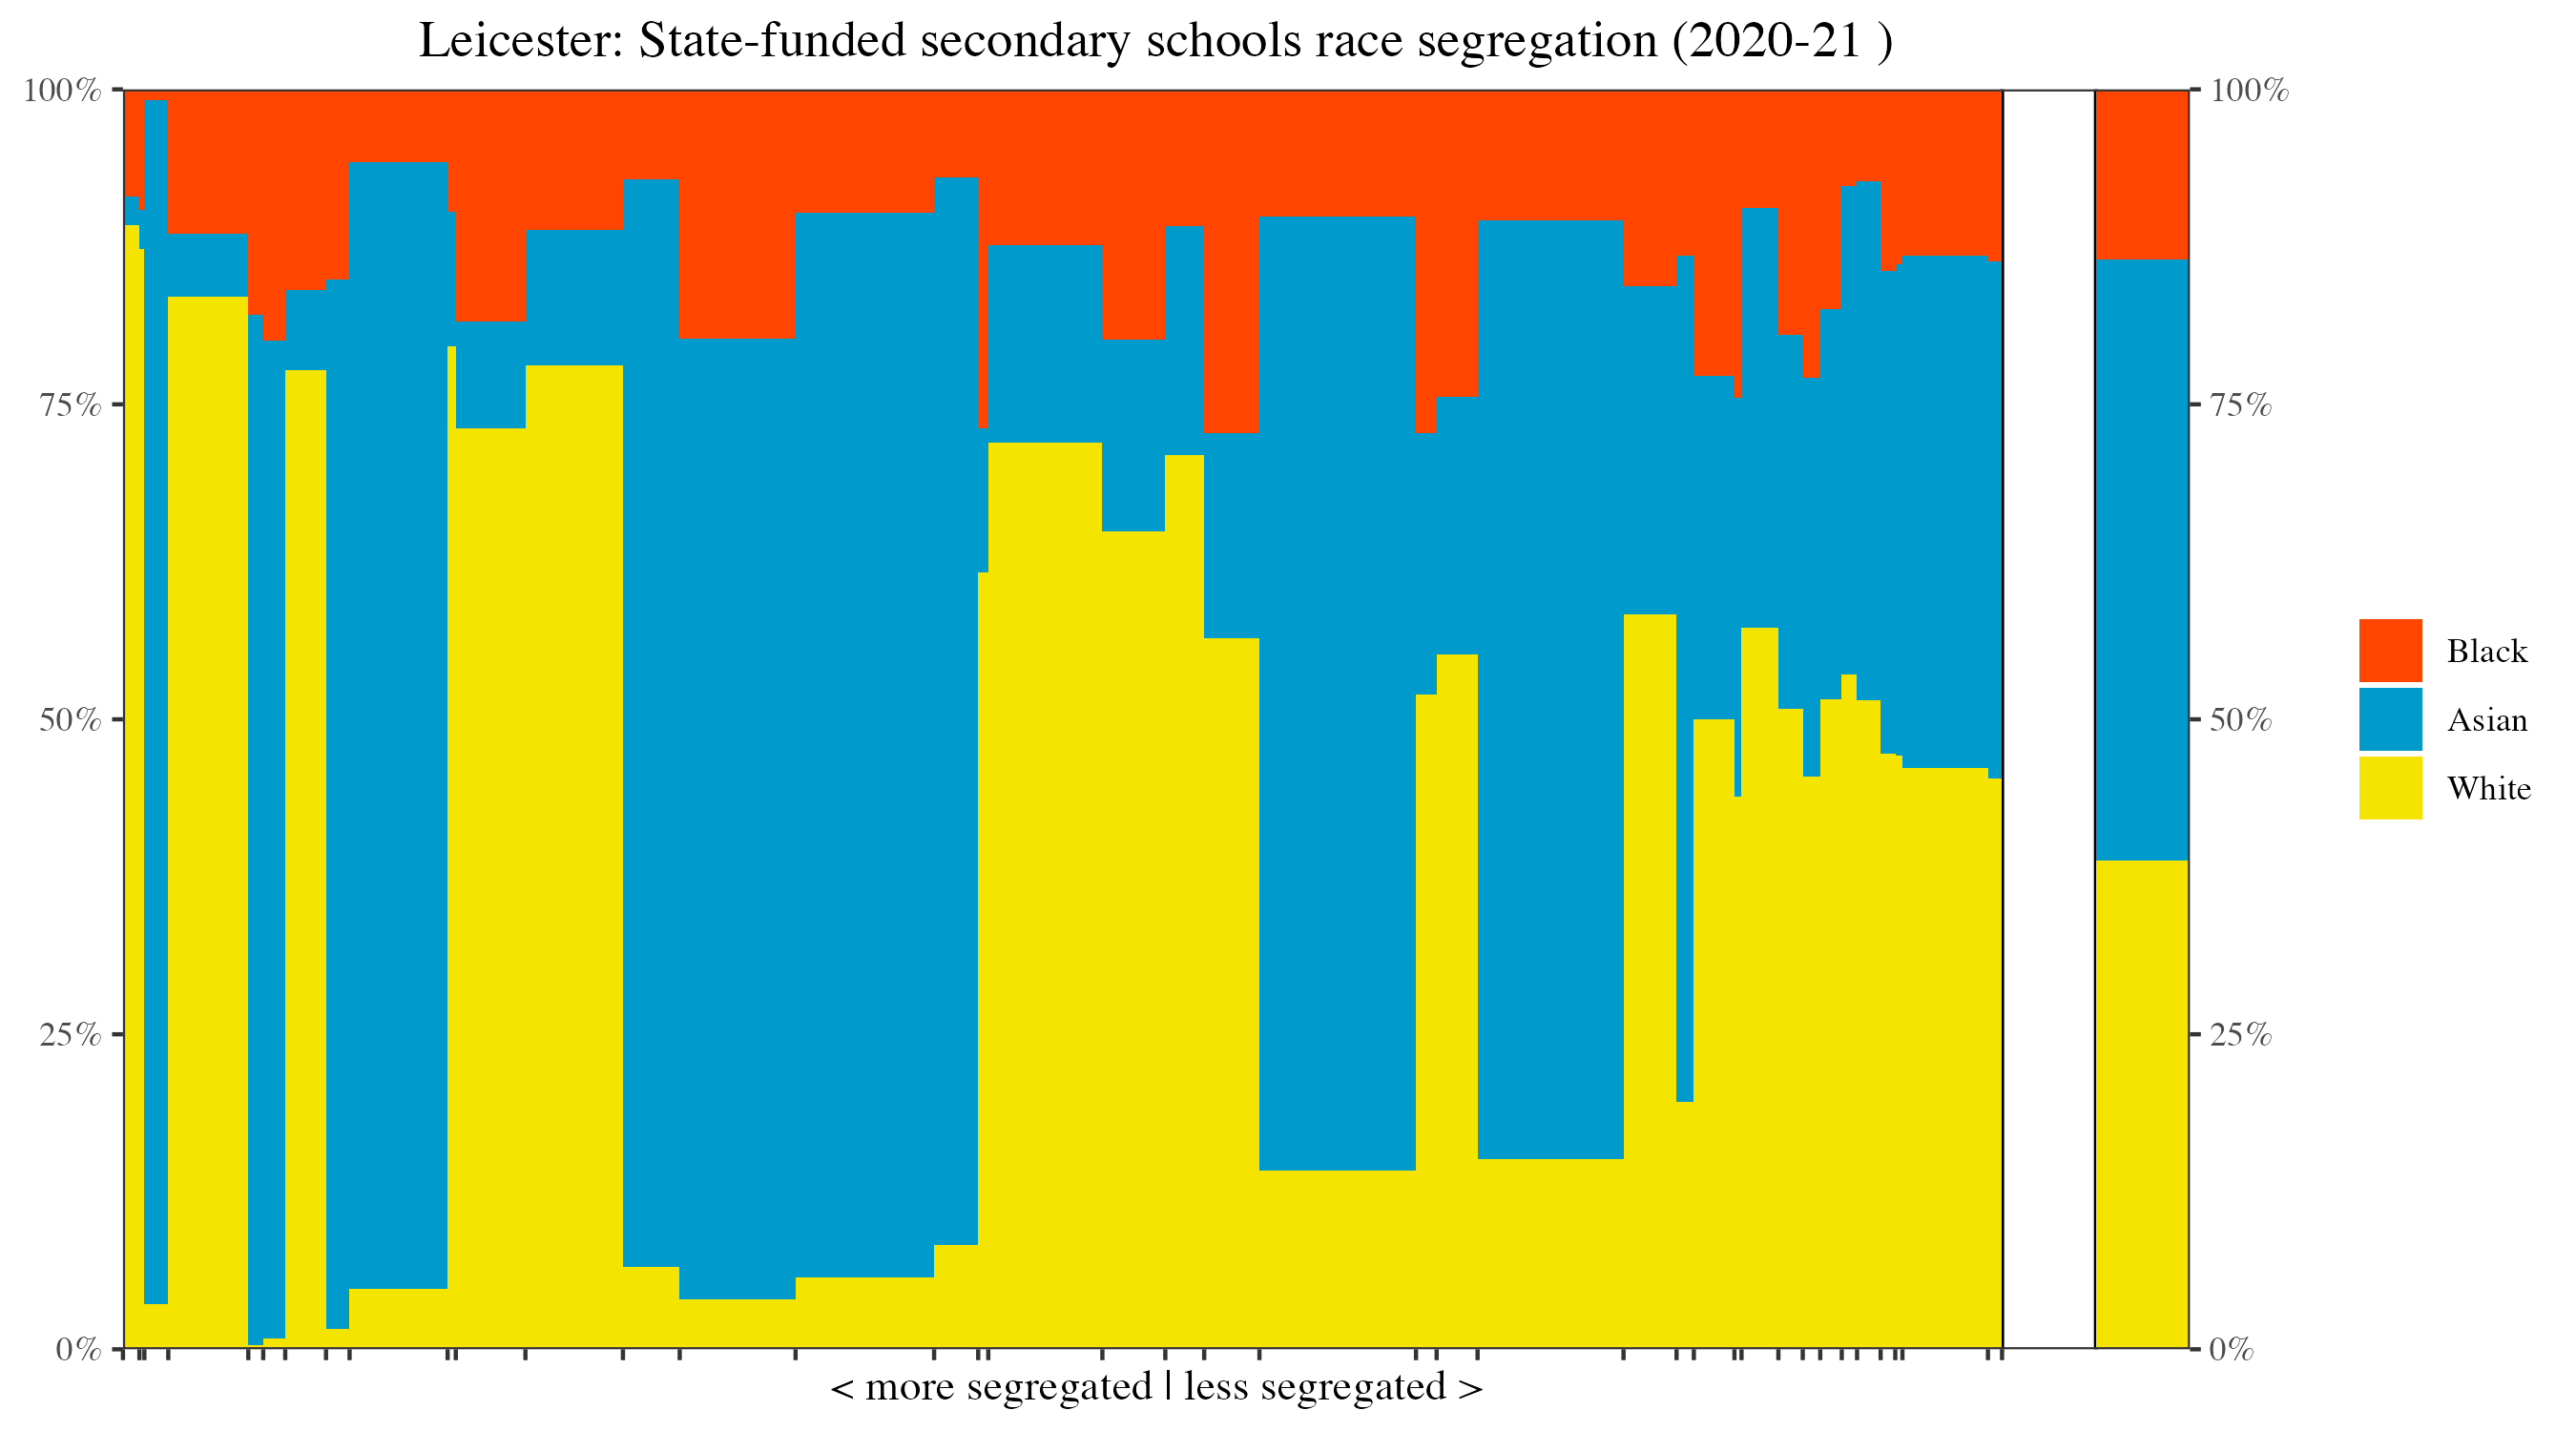 Leicester: State-funded secondary schools race segregation (2020-21 )
100%
75%
50%
25%
0%
100%
75%
50%
25%
0%
Black
Asian
White
< more segregated | less segregated >